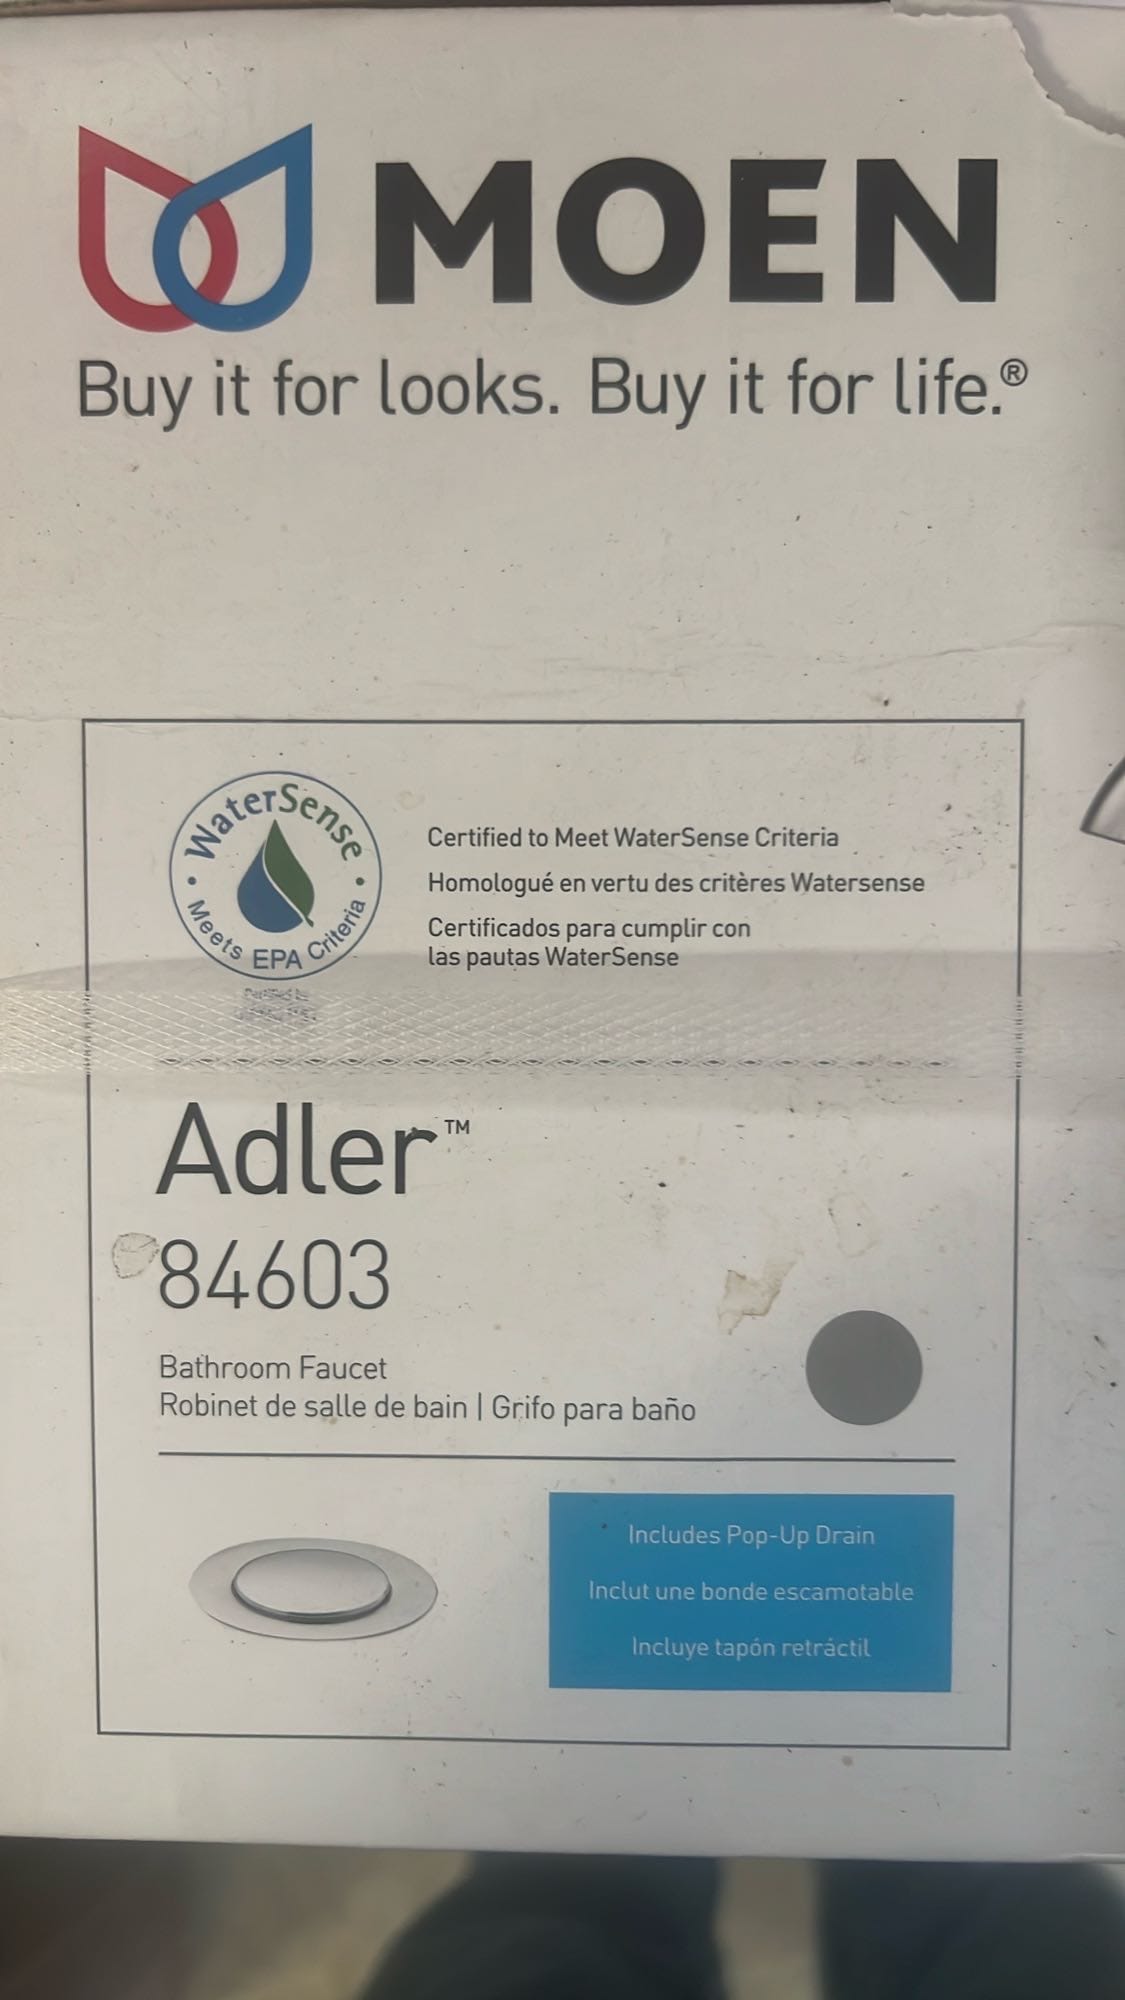 MOEN
Buy it for looks. Buy it for life.®
WaterSense
Meets EPA Criteria
Certified to Meet WaterSense Criteria
Homologué en vertu des critères Watersense
Certificados para cumplir con
las pautas WaterSense
Certified by
Adler™
84603
Bathroom Faucet
Robinet de salle de bain | Grifo para baño
Includes Pop-Up Drain
Inclut une bonde escamotable
Incluye tapón retráctil